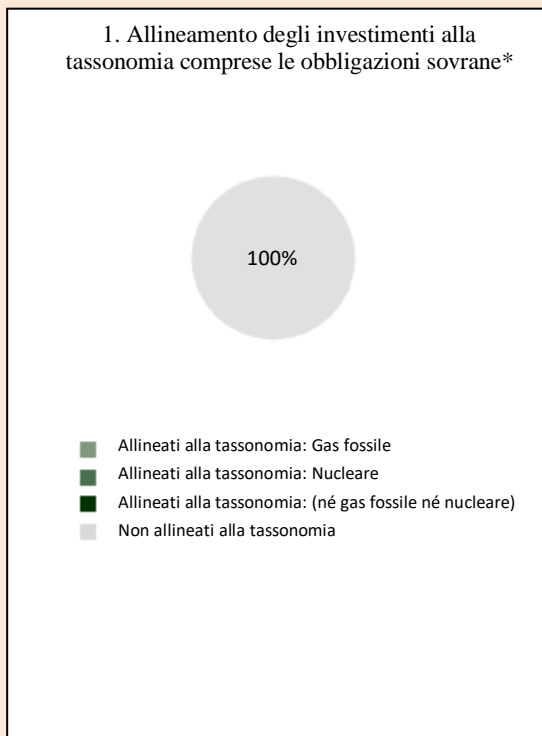 1. Allineamento degli investimenti alla
tassonomia comprese le obbligazioni sovrane*
100%
Allineati alla tassonomia: Gas fossile
Allineati alla tassonomia: Nucleare
Allineati alla tassonomia: (né gas fossile né nucleare)
Non allineati alla tassonomia